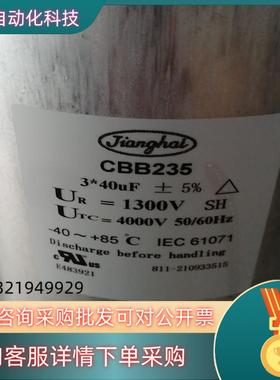 自动化科技
Jianghai
CBB235
3*40uF ± 5% △
UR = 1300V SH
UTC = 4000V 50/60Hz
-40～+85℃ IEC 61071
Discharge before handling
E483921 811-210933515
321949929
咨询采购批发可对公开票
客服详情下单采购